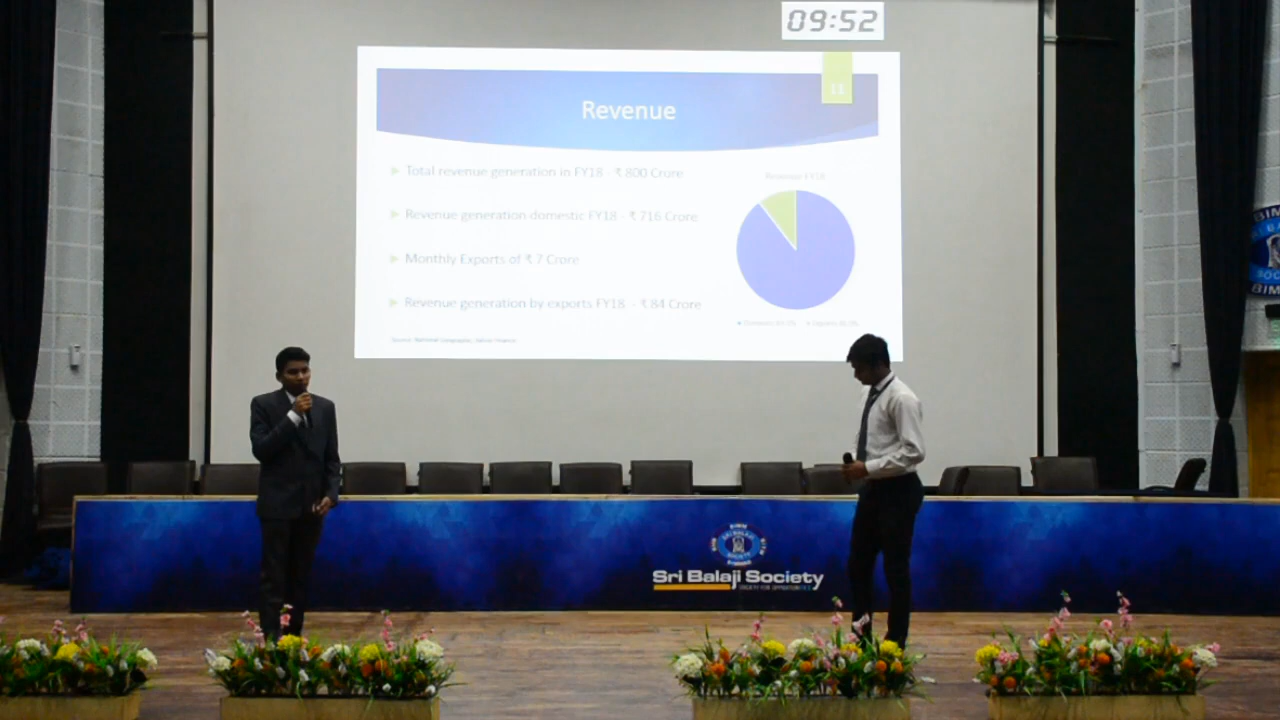 09:52
11
Revenue
Total revenue generation in FY18 - ₹ 800 Crore
Revenue FY18
Revenue generation domestic FY18 - ₹ 716 Crore
Monthly Exports of ₹ 7 Crore
Revenue generation by exports FY18 - ₹ 84 Crore
BIMM
Sri Balaji Society